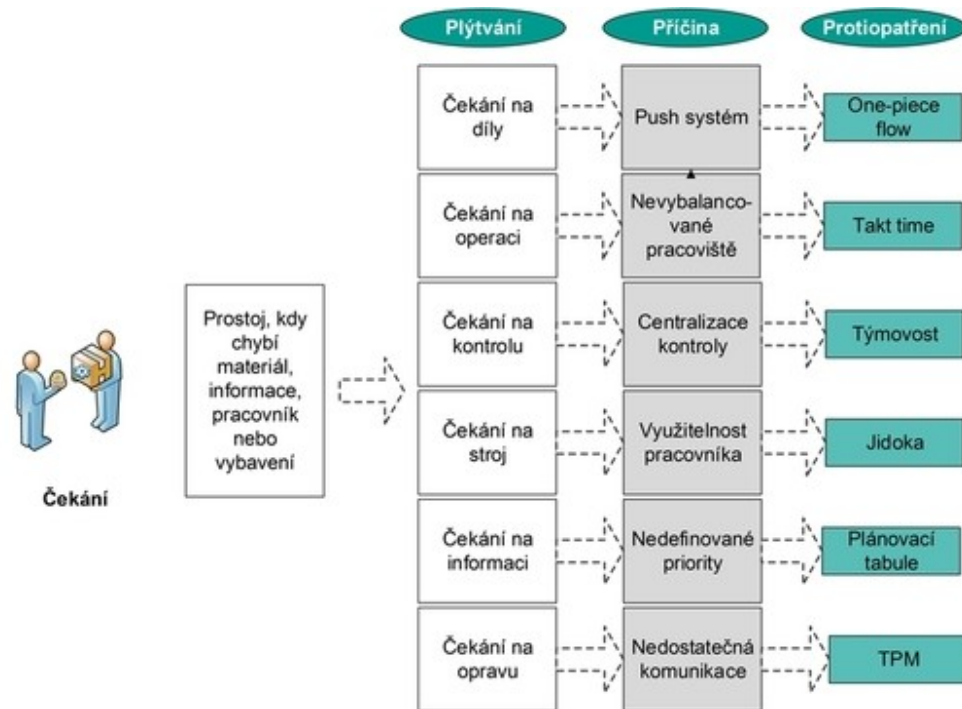 Plýtvání
Příčina
Protiopatření
Čekání na
díly
Push systém
One-piece
flow
Čekání na
operaci
Nevybalanco-
vané
pracoviště
Takt time
Prostoj, kdy
chybí
materiál,
informace,
pracovník
nebo
vybavení
Čekání
Čekání na
kontrolu
Centralizace
kontroly
Týmovost
Čekání na
stroj
Využitelnost
pracovníka
Jidoka
Čekání na
informaci
Nedefinované
priority
Plánovací
tabule
Čekání na
opravu
Nedostatečná
komunikace
TPM